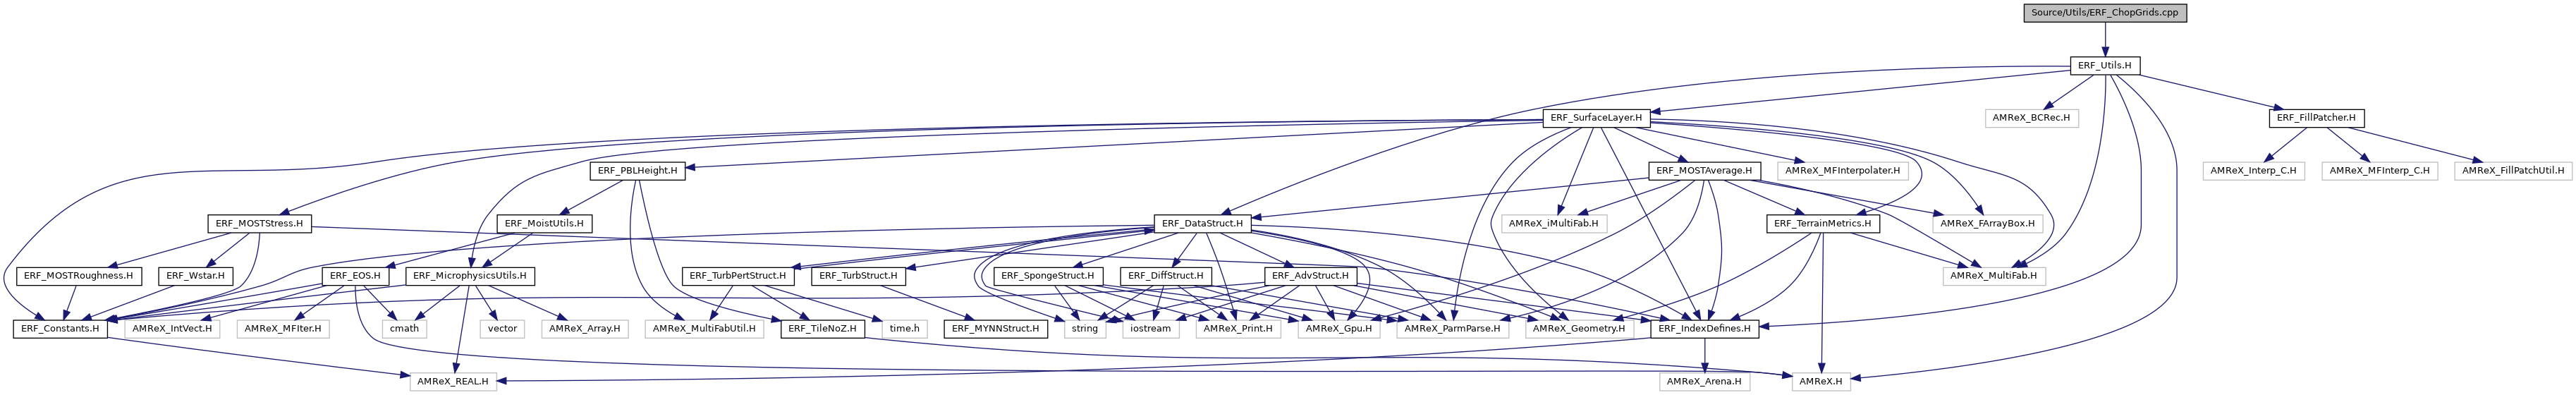 Source/Utils/ERF_ChopGrids.cpp
ERF_Utils.H
ERF_SurfaceLayer.H
AMReX_BCRec.H
ERF_FillPatcher.H
ERF_PBLHeight.H
ERF_MOSTAverage.H
AMReX_MFInterpolater.H
AMReX_Interp_C.H
AMReX_MFInterp_C.H
AMReX_FillPatchUtil.H
ERF_MOSTStress.H
ERF_MoistUtils.H
ERF_DataStruct.H
AMReX_iMultiFab.H
ERF_TerrainMetrics.H
AMReX_FArrayBox.H
ERF_MOSTRoughness.H
ERF_Wstar.H
ERF_EOS.H
ERF_MicrophysicsUtils.H
ERF_TurbPertStruct.H
ERF_TurbStruct.H
ERF_SpongeStruct.H
ERF_DiffStruct.H
ERF_AdvStruct.H
AMReX_MultiFab.H
ERF_Constants.H
AMReX_IntVect.H
AMReX_MFIter.H
cmath
vector
AMReX_Array.H
AMReX_MultiFabUtil.H
ERF_TileNoZ.H
time.h
ERF_MYNNStruct.H
string
iostream
AMReX_Print.H
AMReX_Gpu.H
AMReX_ParmParse.H
AMReX_Geometry.H
ERF_IndexDefines.H
AMReX_REAL.H
AMReX_Arena.H
AMReX.H